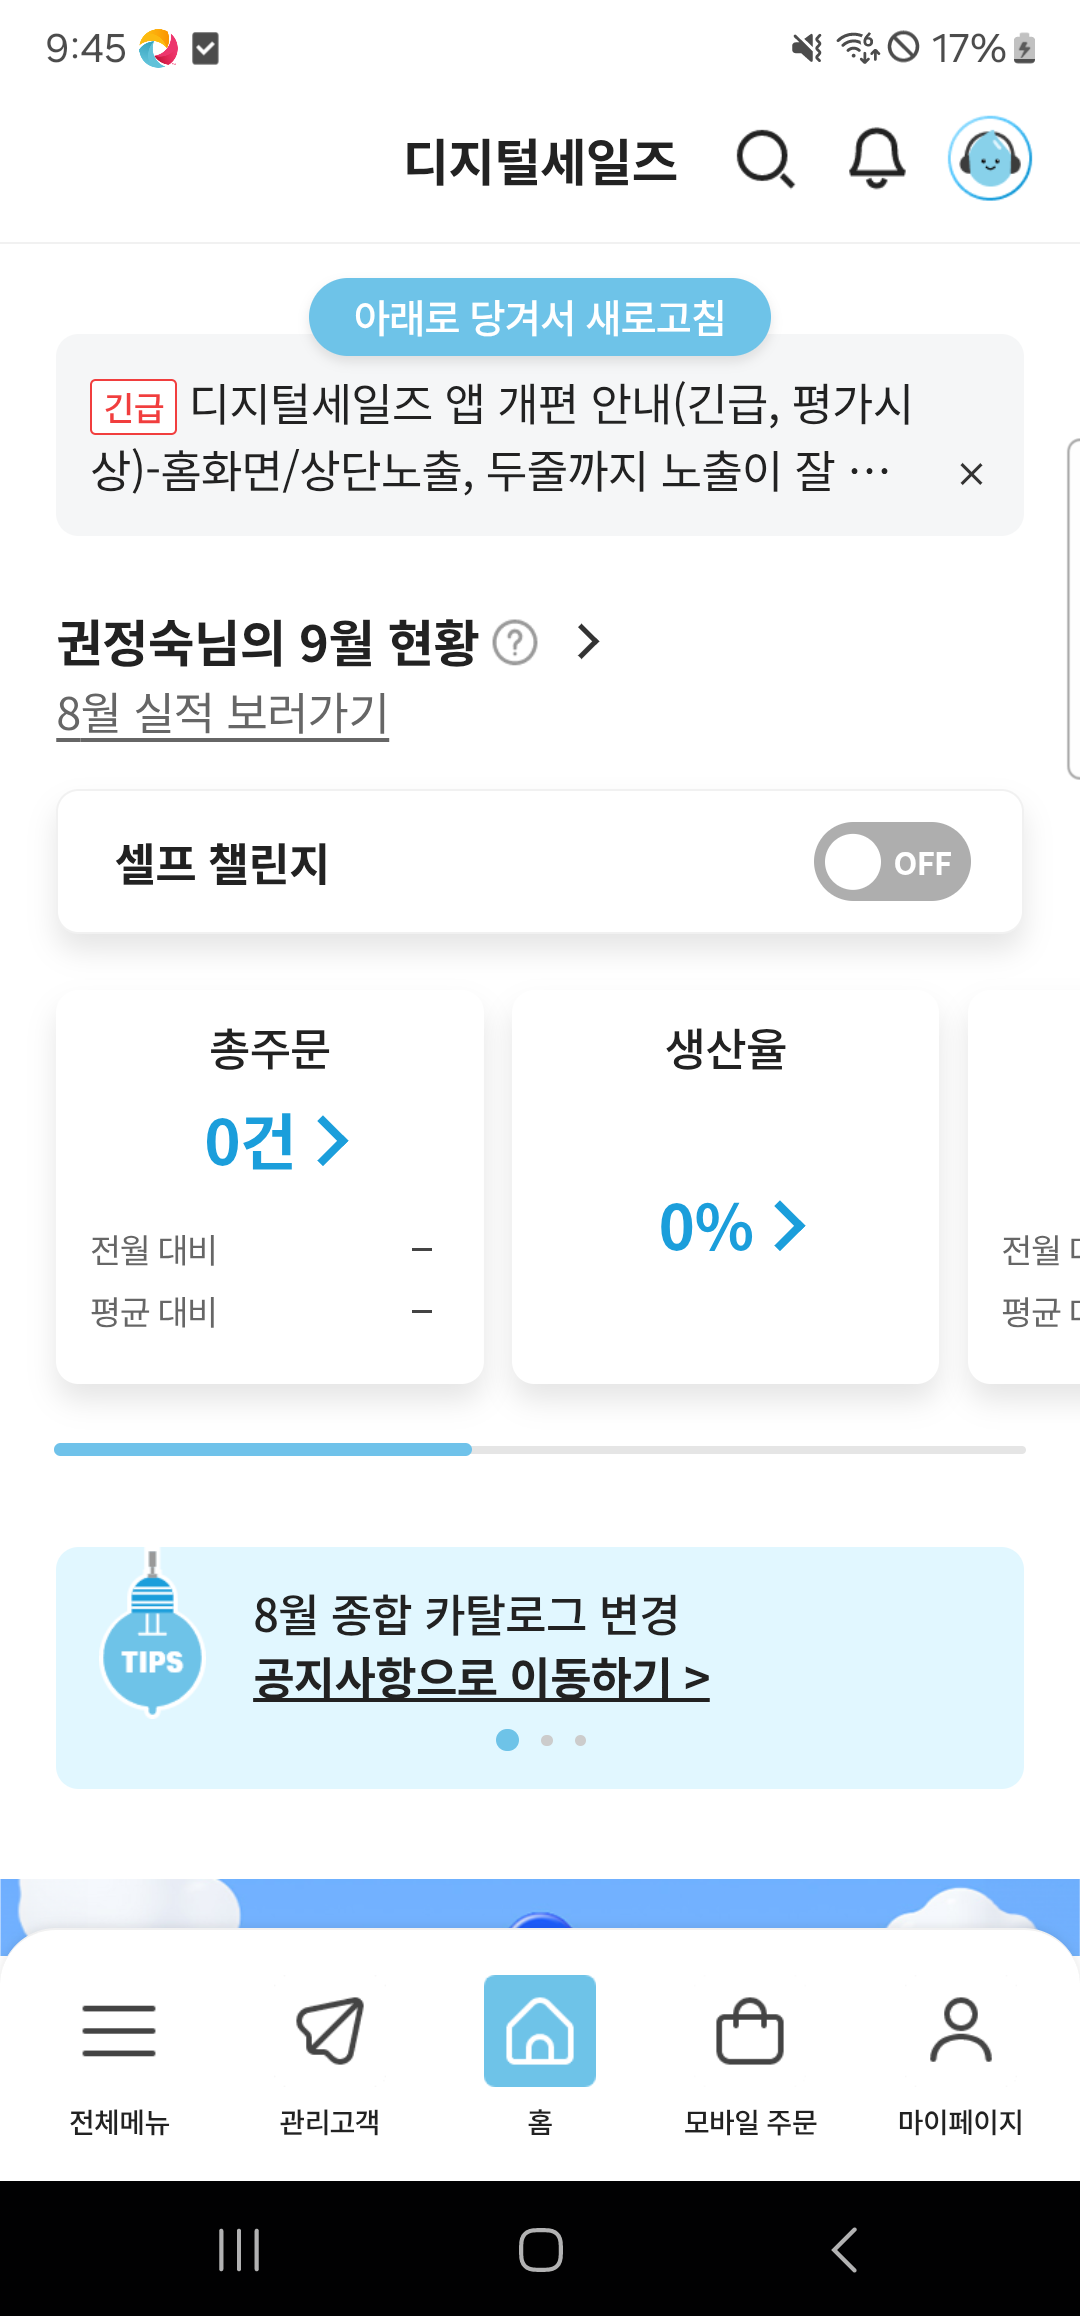 9:45
17%
디지털세일즈
아래로 당겨서 새로고침
긴급 디지털세일즈 앱 개편 안내(긴급, 평가시
상)-홈화면/상단노출, 두줄까지 노출이 잘 …
권정숙님의 9월 현황
8월 실적 보러가기
셀프 챌린지
OFF
총주문
0건
전월 대비 –
평균 대비 –
생산율
0%
전월
평균
TIPS
8월 종합 카탈로그 변경
공지사항으로 이동하기 >
전체메뉴
관리고객
홈
모바일 주문
마이페이지